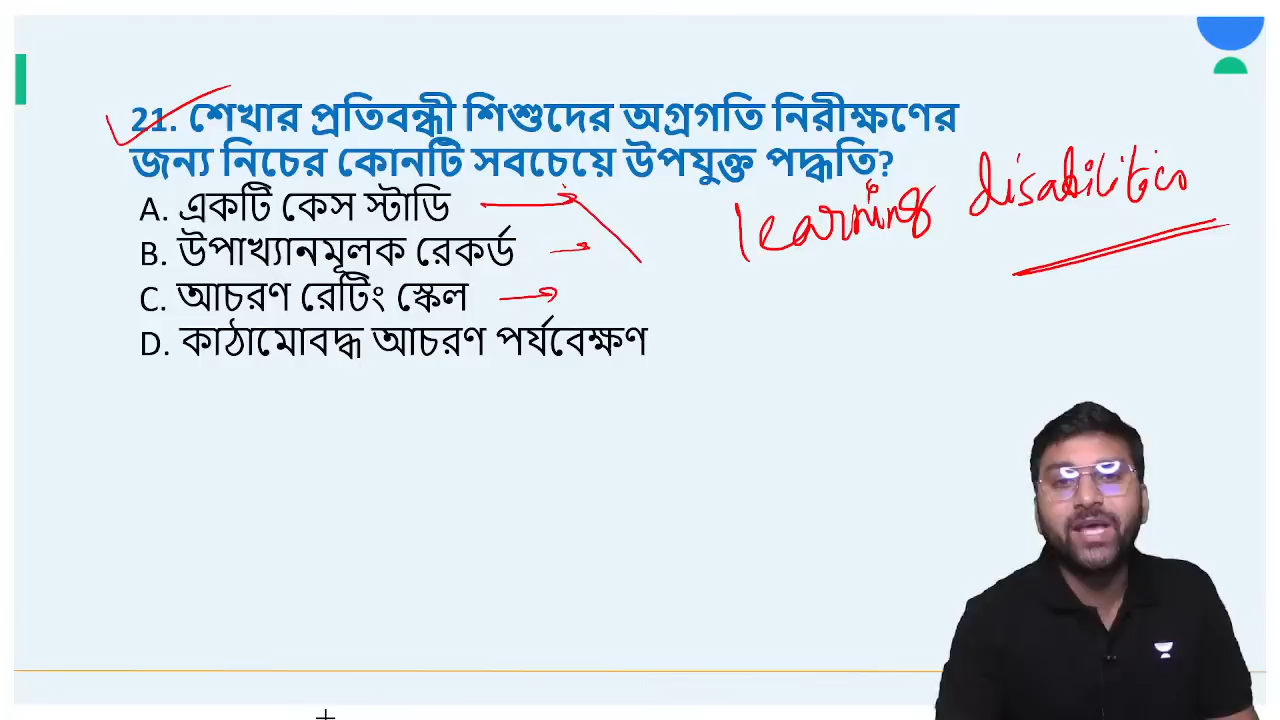 21. শেখার প্রতিবন্ধী শিশুদের অগ্রগতি নিরীক্ষণের
জন্য নিচের কোনটি সবচেয়ে উপযুক্ত পদ্ধতি?
learning disabilities
A. একটি কেস স্টাডি
B. উপাখ্যানমূলক রেকর্ড
C. আচরণ রেটিং স্কেল
D. কাঠামোবদ্ধ আচরণ পর্যবেক্ষণ